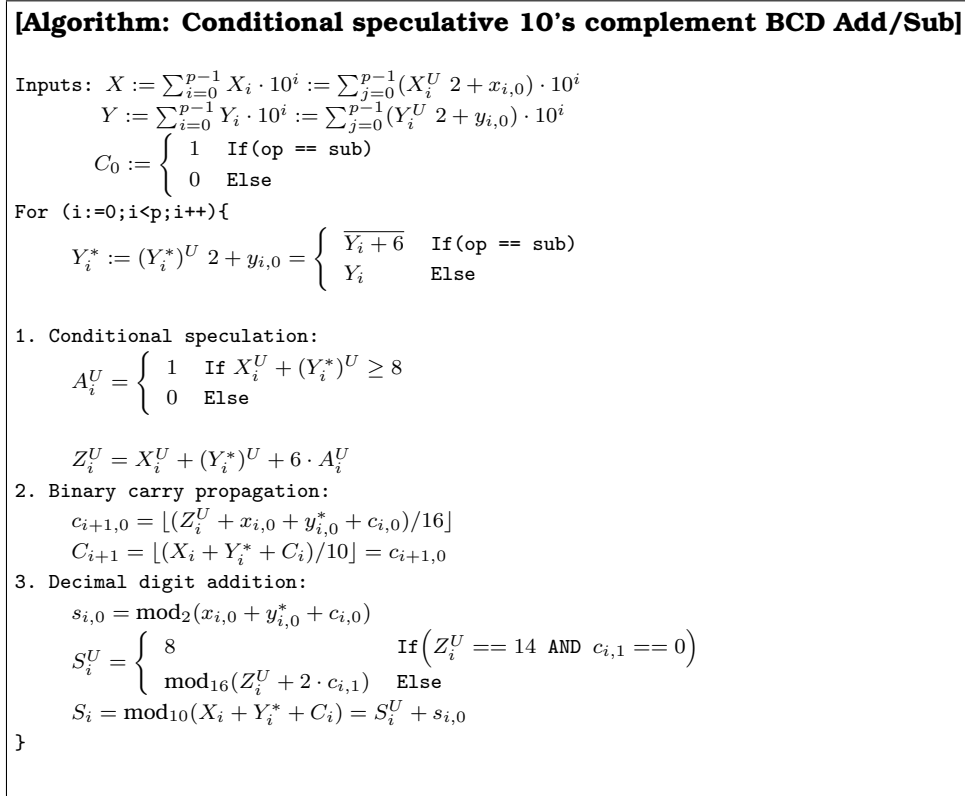 [Algorithm: Conditional speculative 10's complement BCD Add/Sub]
Inputs: X := ∑_{i=0}^{p−1} X_i · 10^i := ∑_{j=0}^{p−1}(X_i^U 2 + x_{i,0}) · 10^i
Y := ∑_{i=0}^{p−1} Y_i · 10^i := ∑_{j=0}^{p−1}(Y_i^U 2 + y_{i,0}) · 10^i
C_0 := { 1 If(op == sub)
0 Else
For (i:=0;i<p;i++){
Y_i^* := (Y_i^*)^U 2 + y_{i,0} = { \overline{Y_i + 6} If(op == sub)
Y_i Else
1. Conditional speculation:
A_i^U = { 1 If X_i^U + (Y_i^*)^U ≥ 8
0 Else
Z_i^U = X_i^U + (Y_i^*)^U + 6 · A_i^U
2. Binary carry propagation:
c_{i+1,0} = ⌊(Z_i^U + x_{i,0} + y_{i,0}^* + c_{i,0})/16⌋
C_{i+1} = ⌊(X_i + Y_i^* + C_i)/10⌋ = c_{i+1,0}
3. Decimal digit addition:
s_{i,0} = mod_2(x_{i,0} + y_{i,0}^* + c_{i,0})
S_i^U = { 8 If(Z_i^U == 14 AND c_{i,1} == 0)
mod_{16}(Z_i^U + 2 · c_{i,1}) Else
S_i = mod_{10}(X_i + Y_i^* + C_i) = S_i^U + s_{i,0}
}